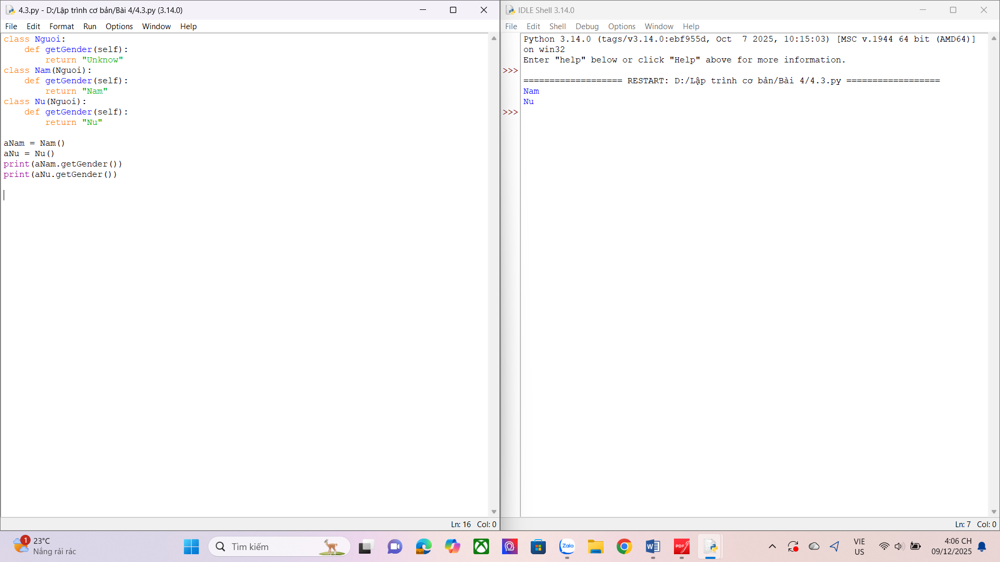 4.3.py - D:/Lập trình cơ bản/Bài 4/4.3.py (3.14.0)
File Edit Format Run Options Window Help
class Nguoi:
    def getGender(self):
        return "Unknow"
class Nam(Nguoi):
    def getGender(self):
        return "Nam"
class Nu(Nguoi):
    def getGender(self):
        return "Nu"
aNam = Nam()
aNu = Nu()
print(aNam.getGender())
print(aNu.getGender())
Ln: 16 Col: 0
IDLE Shell 3.14.0
File Edit Shell Debug Options Window Help
Python 3.14.0 (tags/v3.14.0:ebf955d, Oct  7 2025, 10:15:03) [MSC v.1944 64 bit (AMD64)]
on win32
Enter "help" below or click "Help" above for more information.
>>>
=================== RESTART: D:/Lập trình cơ bản/Bài 4/4.3.py ==================
Nam
Nu
>>>
Ln: 7 Col: 0
1
23°C
Nắng rải rác
Tìm kiếm
Zalo
PDF
VIE
US
4:06 CH
09/12/2025